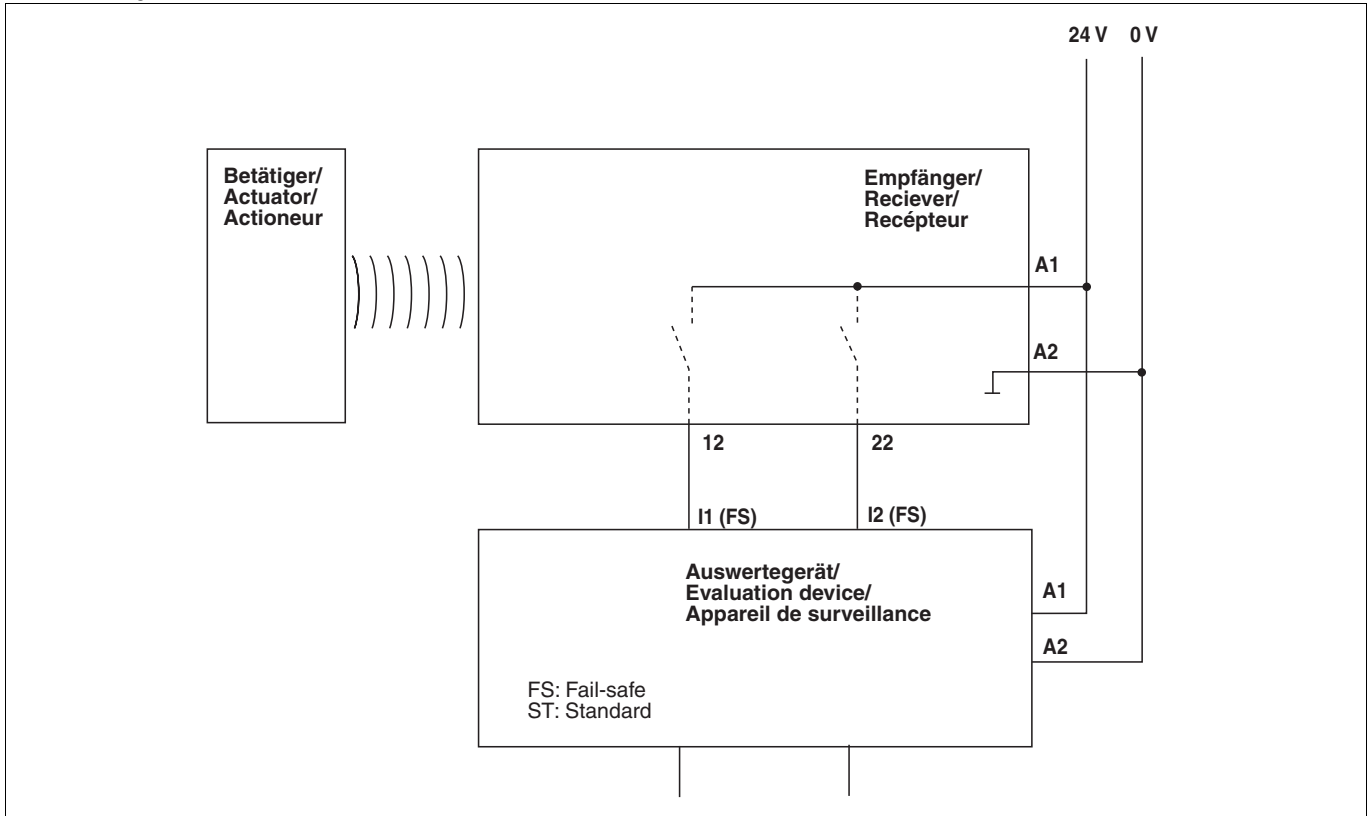 24 V 0 V
Betätiger/
Actuator/
Actioneur
Empfänger/
Reciever/
Recépteur
A1
A2
12 22
I1 (FS) I2 (FS)
Auswertegerät/
Evaluation device/
Appareil de surveillance
A1
A2
FS: Fail-safe
ST: Standard